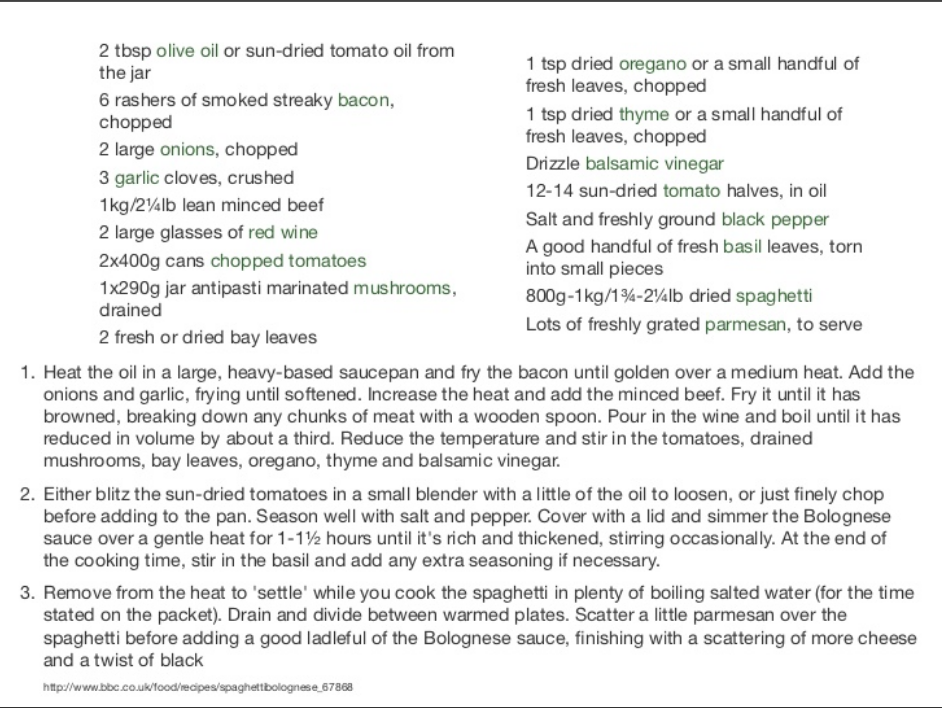 2 tbsp olive oil or sun-dried tomato oil from
the jar
6 rashers of smoked streaky bacon,
chopped
2 large onions, chopped
3 garlic cloves, crushed
1kg/2¼lb lean minced beef
2 large glasses of red wine
2x400g cans chopped tomatoes
1x290g jar antipasti marinated mushrooms,
drained
2 fresh or dried bay leaves
1 tsp dried oregano or a small handful of
fresh leaves, chopped
1 tsp dried thyme or a small handful of
fresh leaves, chopped
Drizzle balsamic vinegar
12-14 sun-dried tomato halves, in oil
Salt and freshly ground black pepper
A good handful of fresh basil leaves, torn
into small pieces
800g-1kg/1¾-2¼lb dried spaghetti
Lots of freshly grated parmesan, to serve
1. Heat the oil in a large, heavy-based saucepan and fry the bacon until golden over a medium heat. Add the
onions and garlic, frying until softened. Increase the heat and add the minced beef. Fry it until it has
browned, breaking down any chunks of meat with a wooden spoon. Pour in the wine and boil until it has
reduced in volume by about a third. Reduce the temperature and stir in the tomatoes, drained
mushrooms, bay leaves, oregano, thyme and balsamic vinegar.
2. Either blitz the sun-dried tomatoes in a small blender with a little of the oil to loosen, or just finely chop
before adding to the pan. Season well with salt and pepper. Cover with a lid and simmer the Bolognese
sauce over a gentle heat for 1-1½ hours until it's rich and thickened, stirring occasionally. At the end of
the cooking time, stir in the basil and add any extra seasoning if necessary.
3. Remove from the heat to 'settle' while you cook the spaghetti in plenty of boiling salted water (for the time
stated on the packet). Drain and divide between warmed plates. Scatter a little parmesan over the
spaghetti before adding a good ladleful of the Bolognese sauce, finishing with a scattering of more cheese
and a twist of black
http://www.bbc.co.uk/food/recipes/spaghettibolognese_67868